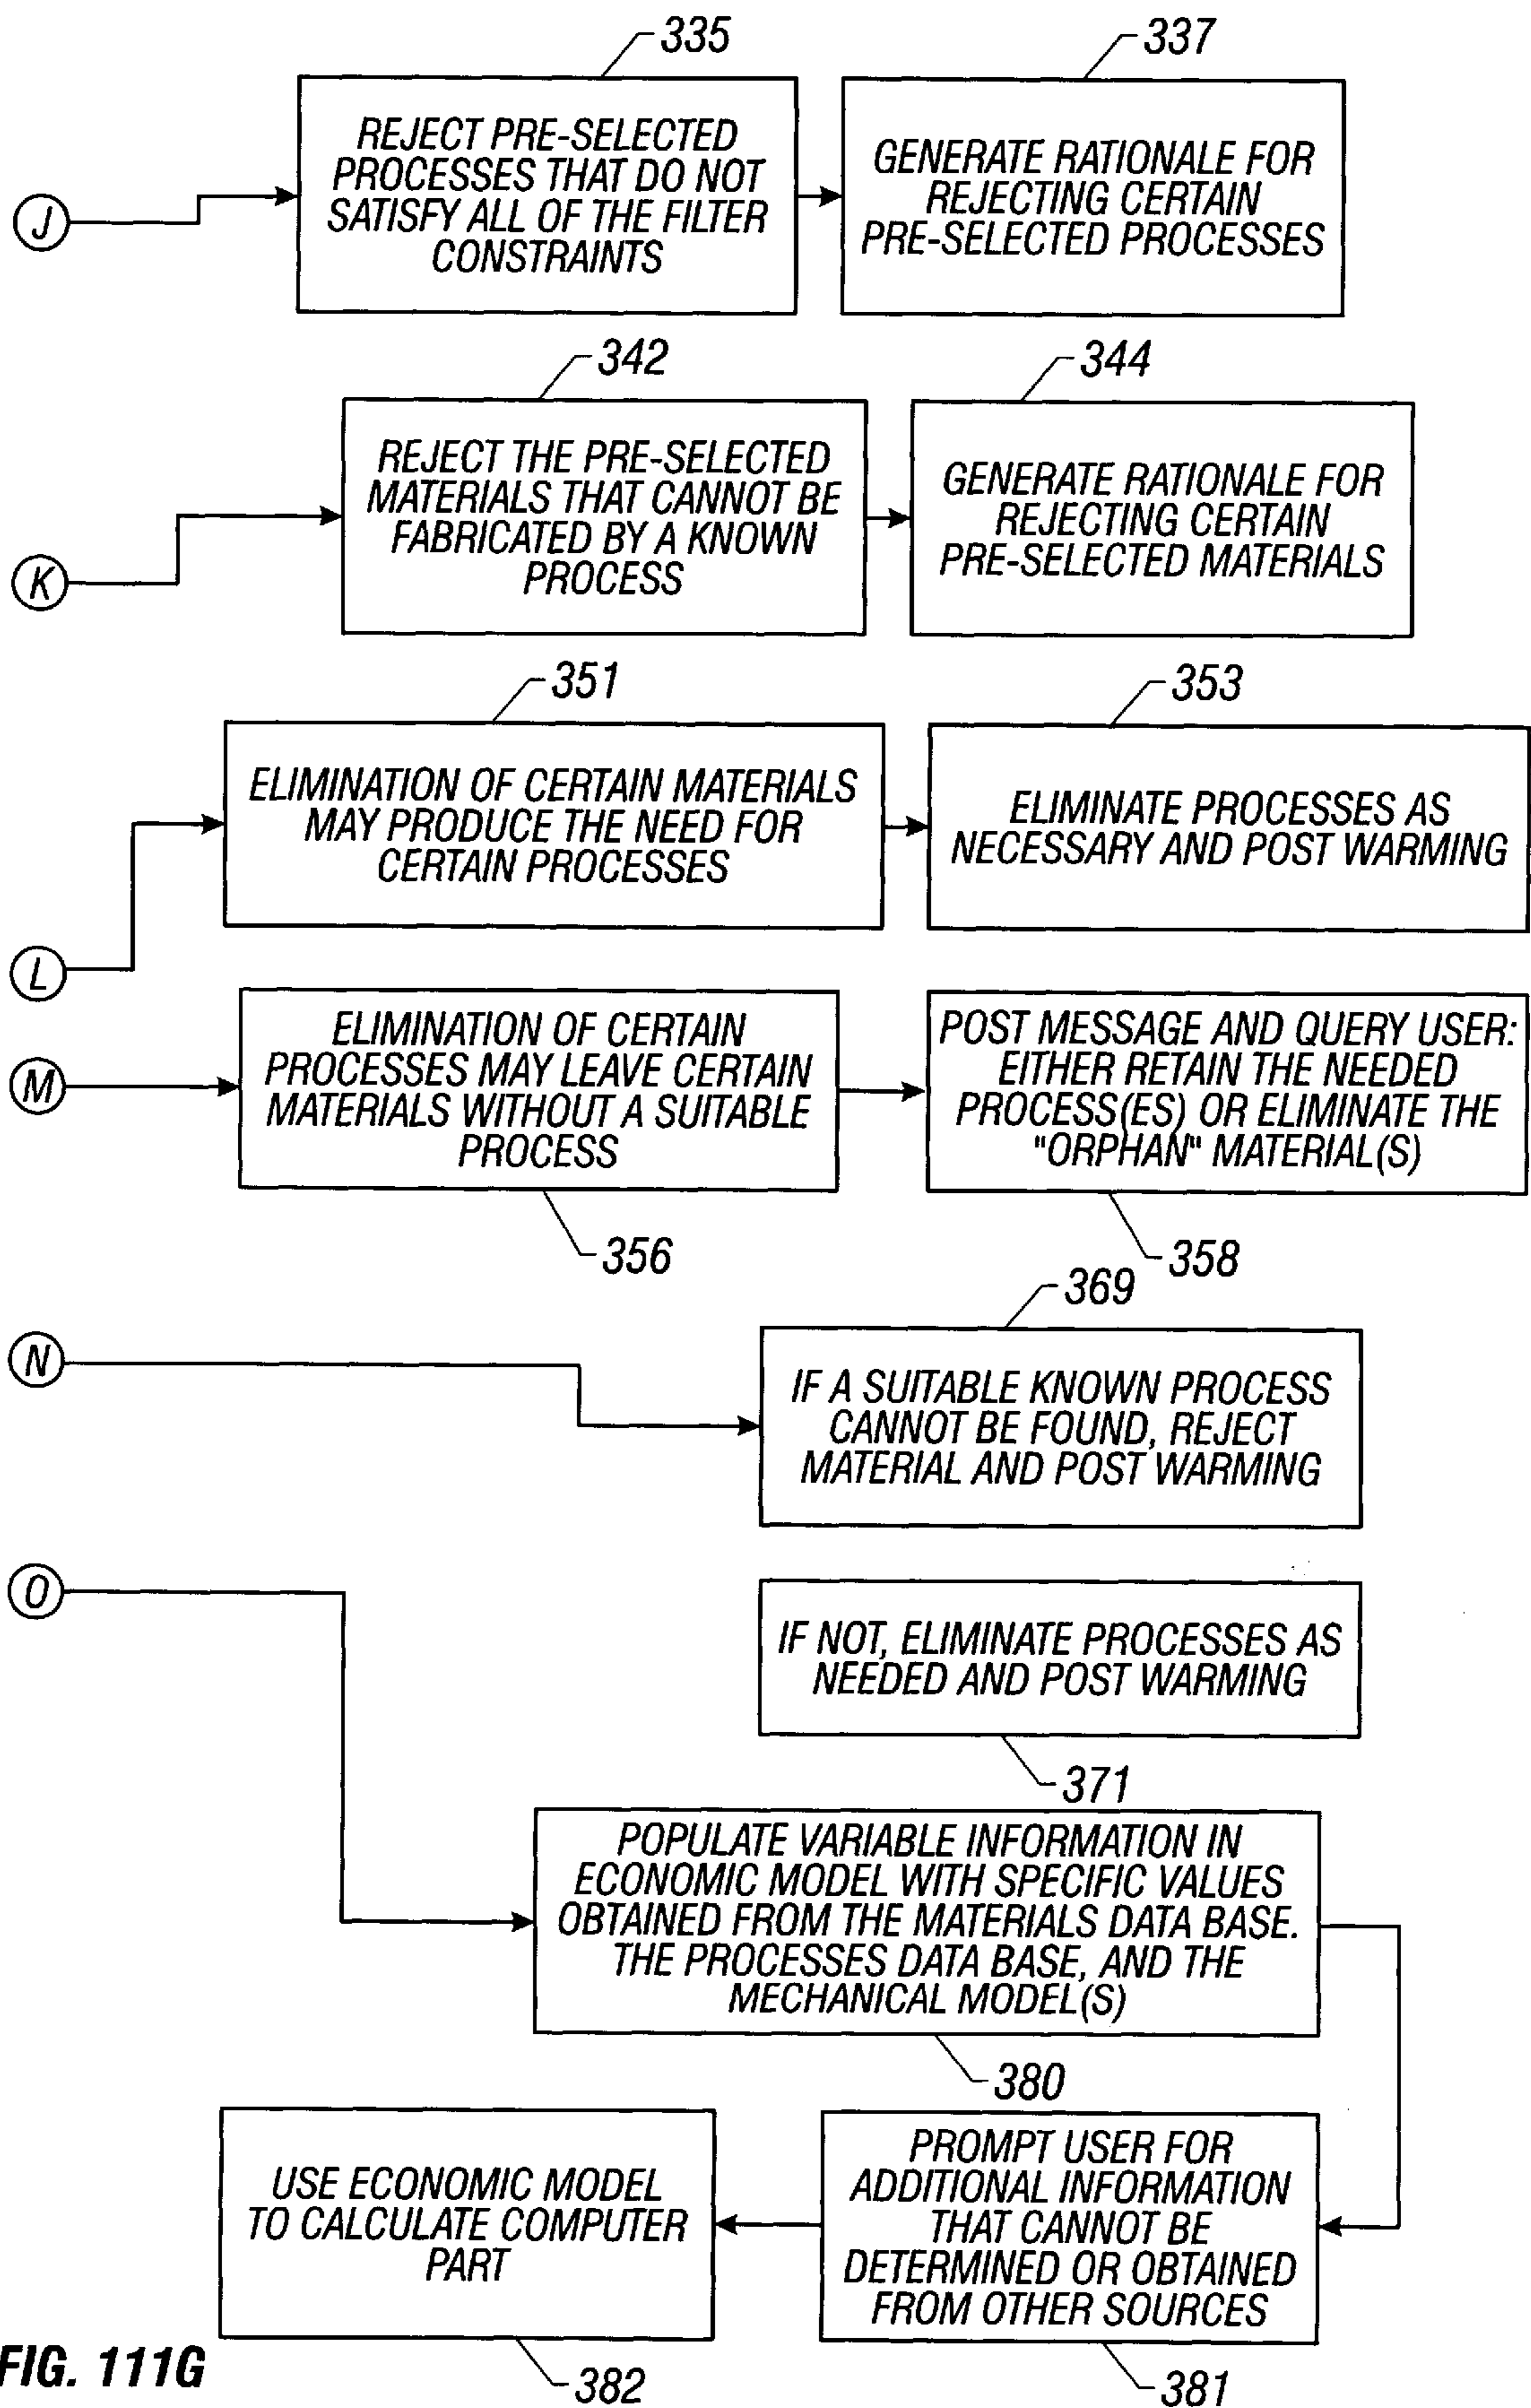 335
337
REJECT PRE-SELECTED
PROCESSES THAT DO NOT
SATISFY ALL OF THE FILTER
CONSTRAINTS
GENERATE RATIONALE FOR
REJECTING CERTAIN
PRE-SELECTED PROCESSES
J
342
344
REJECT THE PRE-SELECTED
MATERIALS THAT CANNOT BE
FABRICATED BY A KNOWN
PROCESS
GENERATE RATIONALE FOR
REJECTING CERTAIN
PRE-SELECTED MATERIALS
K
351
353
ELIMINATION OF CERTAIN MATERIALS
MAY PRODUCE THE NEED FOR
CERTAIN PROCESSES
ELIMINATE PROCESSES AS
NECESSARY AND POST WARMING
L
M
ELIMINATION OF CERTAIN
PROCESSES MAY LEAVE CERTAIN
MATERIALS WITHOUT A SUITABLE
PROCESS
POST MESSAGE AND QUERY USER:
EITHER RETAIN THE NEEDED
PROCESS(ES) OR ELIMINATE THE
"ORPHAN" MATERIAL(S)
356
358
369
N
IF A SUITABLE KNOWN PROCESS
CANNOT BE FOUND, REJECT
MATERIAL AND POST WARMING
O
IF NOT, ELIMINATE PROCESSES AS
NEEDED AND POST WARMING
371
POPULATE VARIABLE INFORMATION IN
ECONOMIC MODEL WITH SPECIFIC VALUES
OBTAINED FROM THE MATERIALS DATA BASE.
THE PROCESSES DATA BASE, AND THE
MECHANICAL MODEL(S)
380
USE ECONOMIC MODEL
TO CALCULATE COMPUTER
PART
PROMPT USER FOR
ADDITIONAL INFORMATION
THAT CANNOT BE
DETERMINED OR OBTAINED
FROM OTHER SOURCES
382
381
FIG. 111G